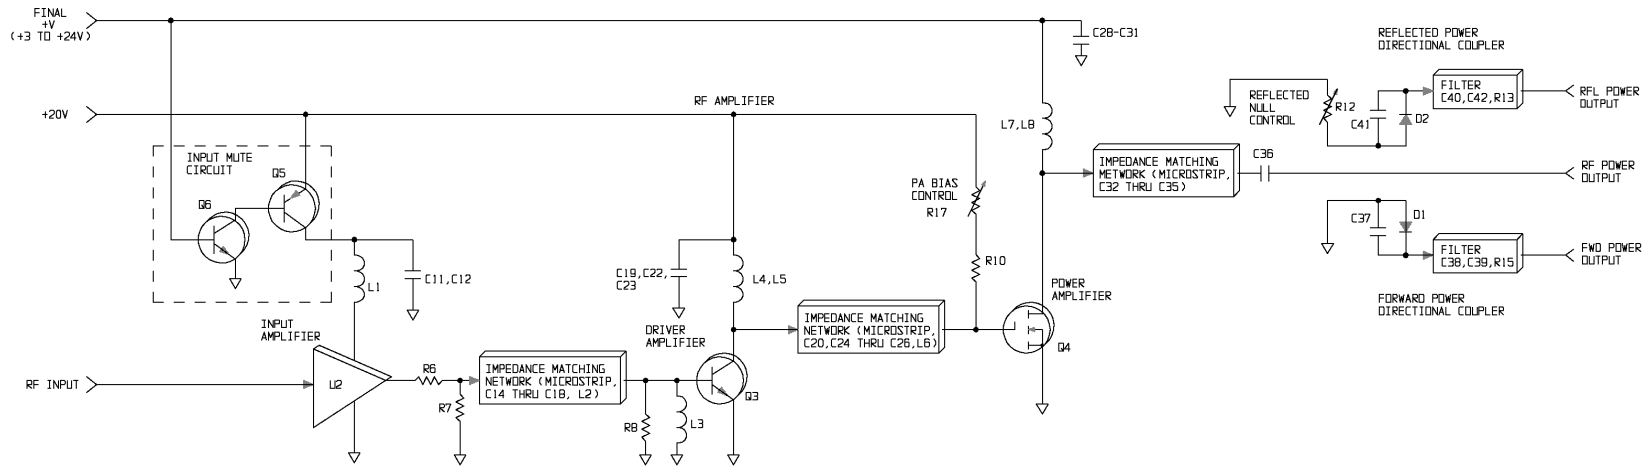 FINAL
+V
(+3 TO +24V)
C28-C31
REFLECTED POWER
DIRECTIONAL COUPLER
FILTER
C40,C42,R13
RFL POWER
OUTPUT
REFLECTED
NULL
CONTROL
R12
C41
D2
+20V
RF AMPLIFIER
L7,L8
INPUT MUTE
CIRCUIT
Q5
Q6
IMPEDANCE MATCHING
NETWORK (MICROSTRIP,
C32 THRU C35)
C36
RF POWER
OUTPUT
PA BIAS
CONTROL
R17
C37
D1
FILTER
C38,C39,R15
FWD POWER
OUTPUT
FORWARD POWER
DIRECTIONAL COUPLER
L1
C11,C12
C19,C22,
C23
L4,L5
R10
POWER
AMPLIFIER
Q4
IMPEDANCE MATCHING
NETWORK (MICROSTRIP,
C20,C24 THRU C26,L6)
INPUT
AMPLIFIER
DRIVER
AMPLIFIER
RF INPUT
U2
R6
R7
IMPEDANCE MATCHING
NETWORK (MICROSTRIP,
C14 THRU C18, L2)
R8
L3
Q3